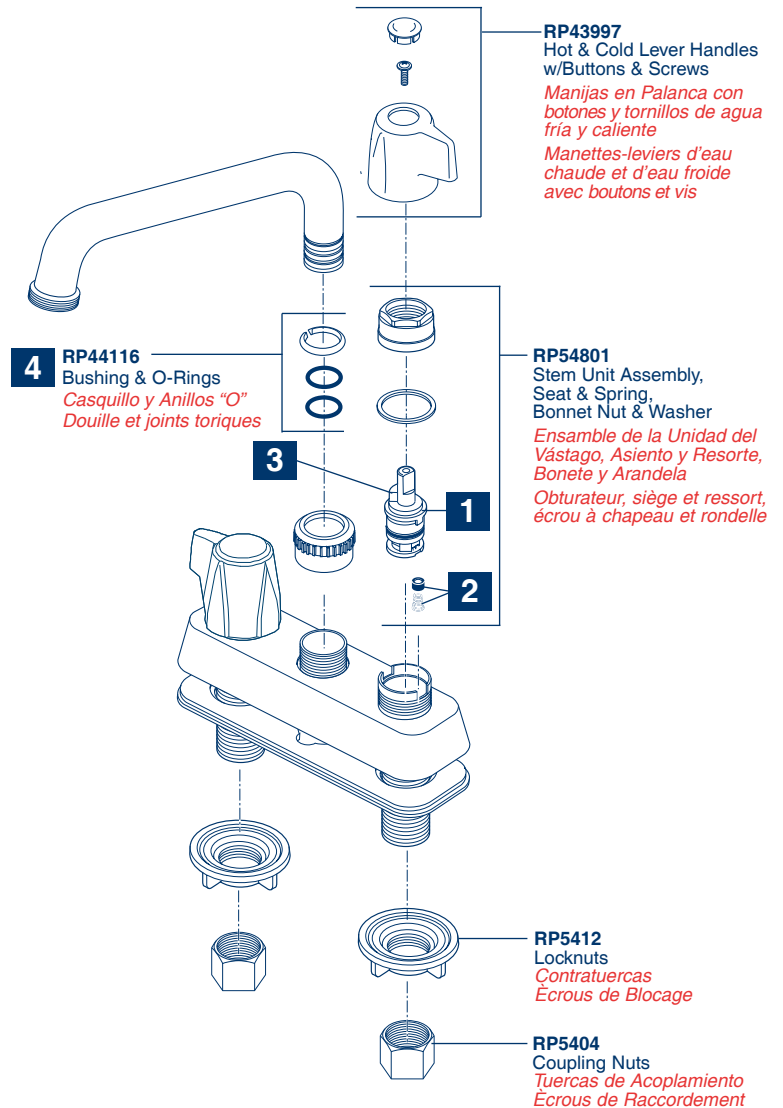 RP43997
Hot & Cold Lever Handles
w/Buttons & Screws
Manijas en Palanca con
botones y tornillos de agua
fría y caliente
Manettes-leviers d’eau
chaude et d’eau froide
avec boutons et vis
4
RP44116
Bushing & O-Rings
Casquillo y Anillos “O”
Douille et joints toriques
RP54801
Stem Unit Assembly,
Seat & Spring,
Bonnet Nut & Washer
Ensamble de la Unidad del
Vástago, Asiento y Resorte,
Bonete y Arandela
Obturateur, siège et ressort,
écrou à chapeau et rondelle
3
1
2
RP5412
Locknuts
Contratuercas
Ècrous de Blocage
RP5404
Coupling Nuts
Tuercas de Acoplamiento
Ècrous de Raccordement